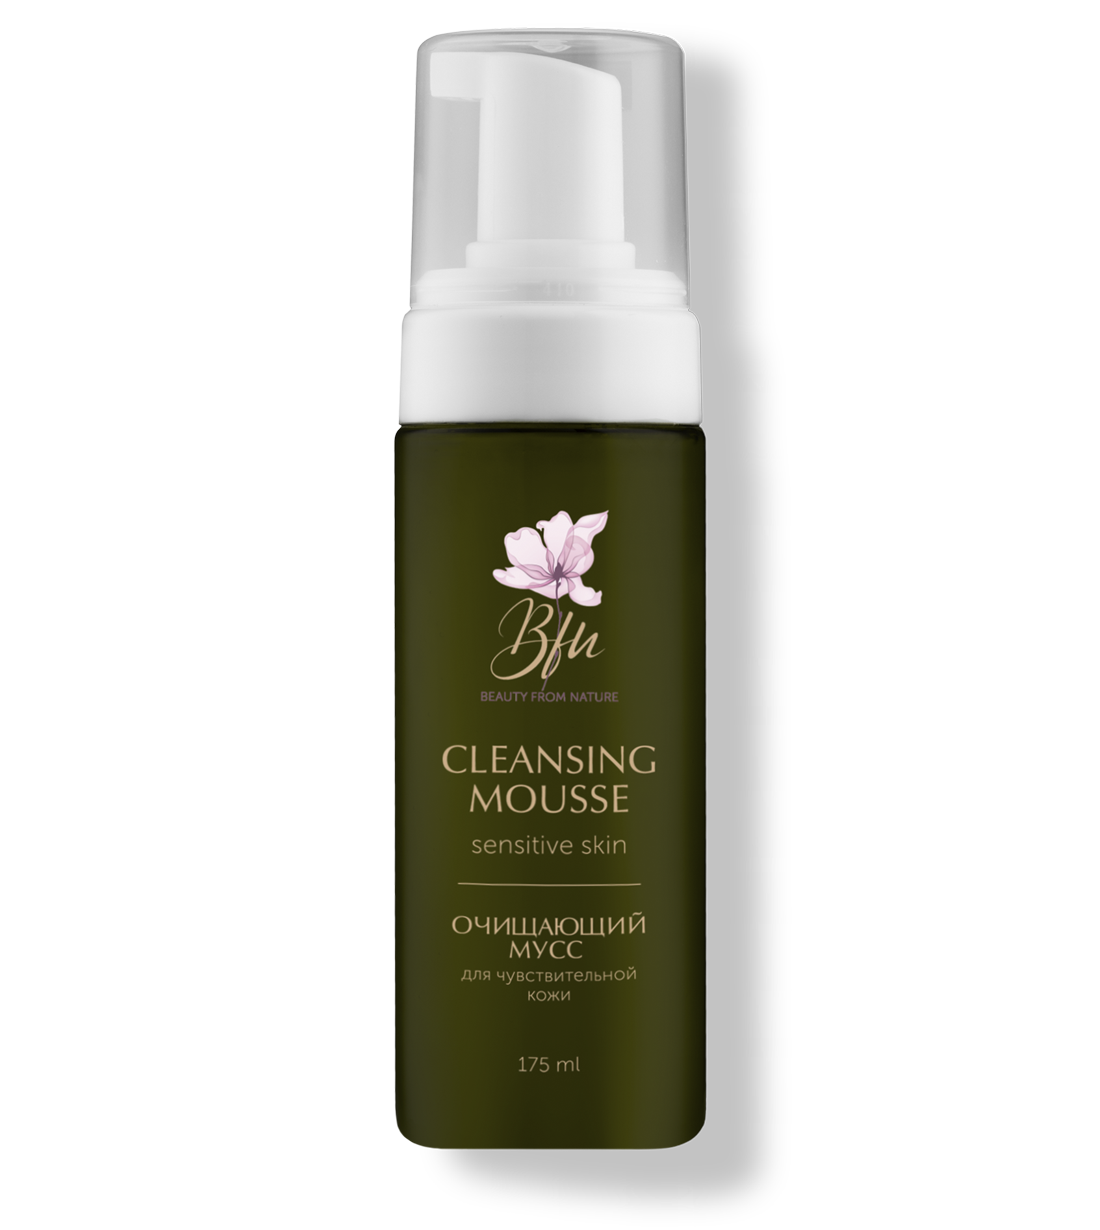 Bfn
BEAUTY FROM NATURE
CLEANSING
MOUSSE
sensitive skin
ОЧИЩАЮЩИЙ
МУСС
для чувствительной
кожи
175 ml